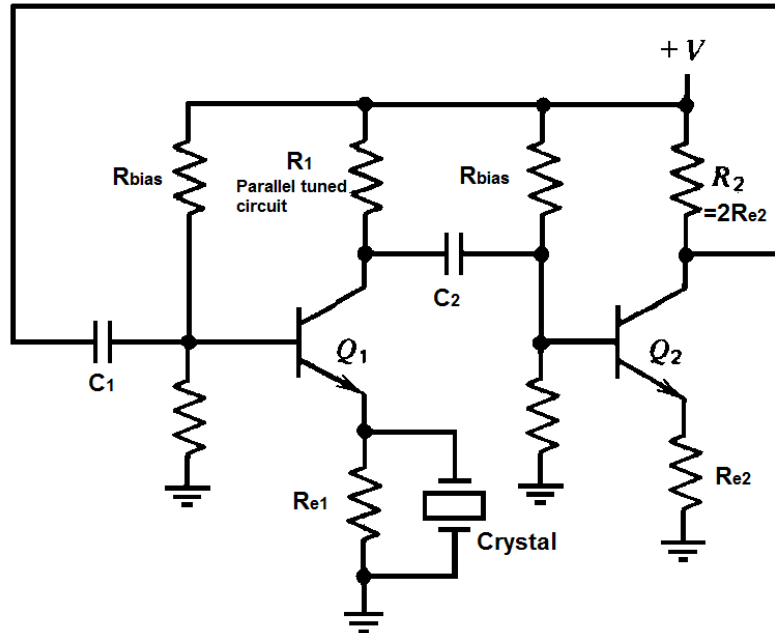 + V
Rbias
R1
Parallel tuned
circuit
Rbias
R2
=2Re2
C2
C1
Q1
Q2
Re1
Crystal
Re2